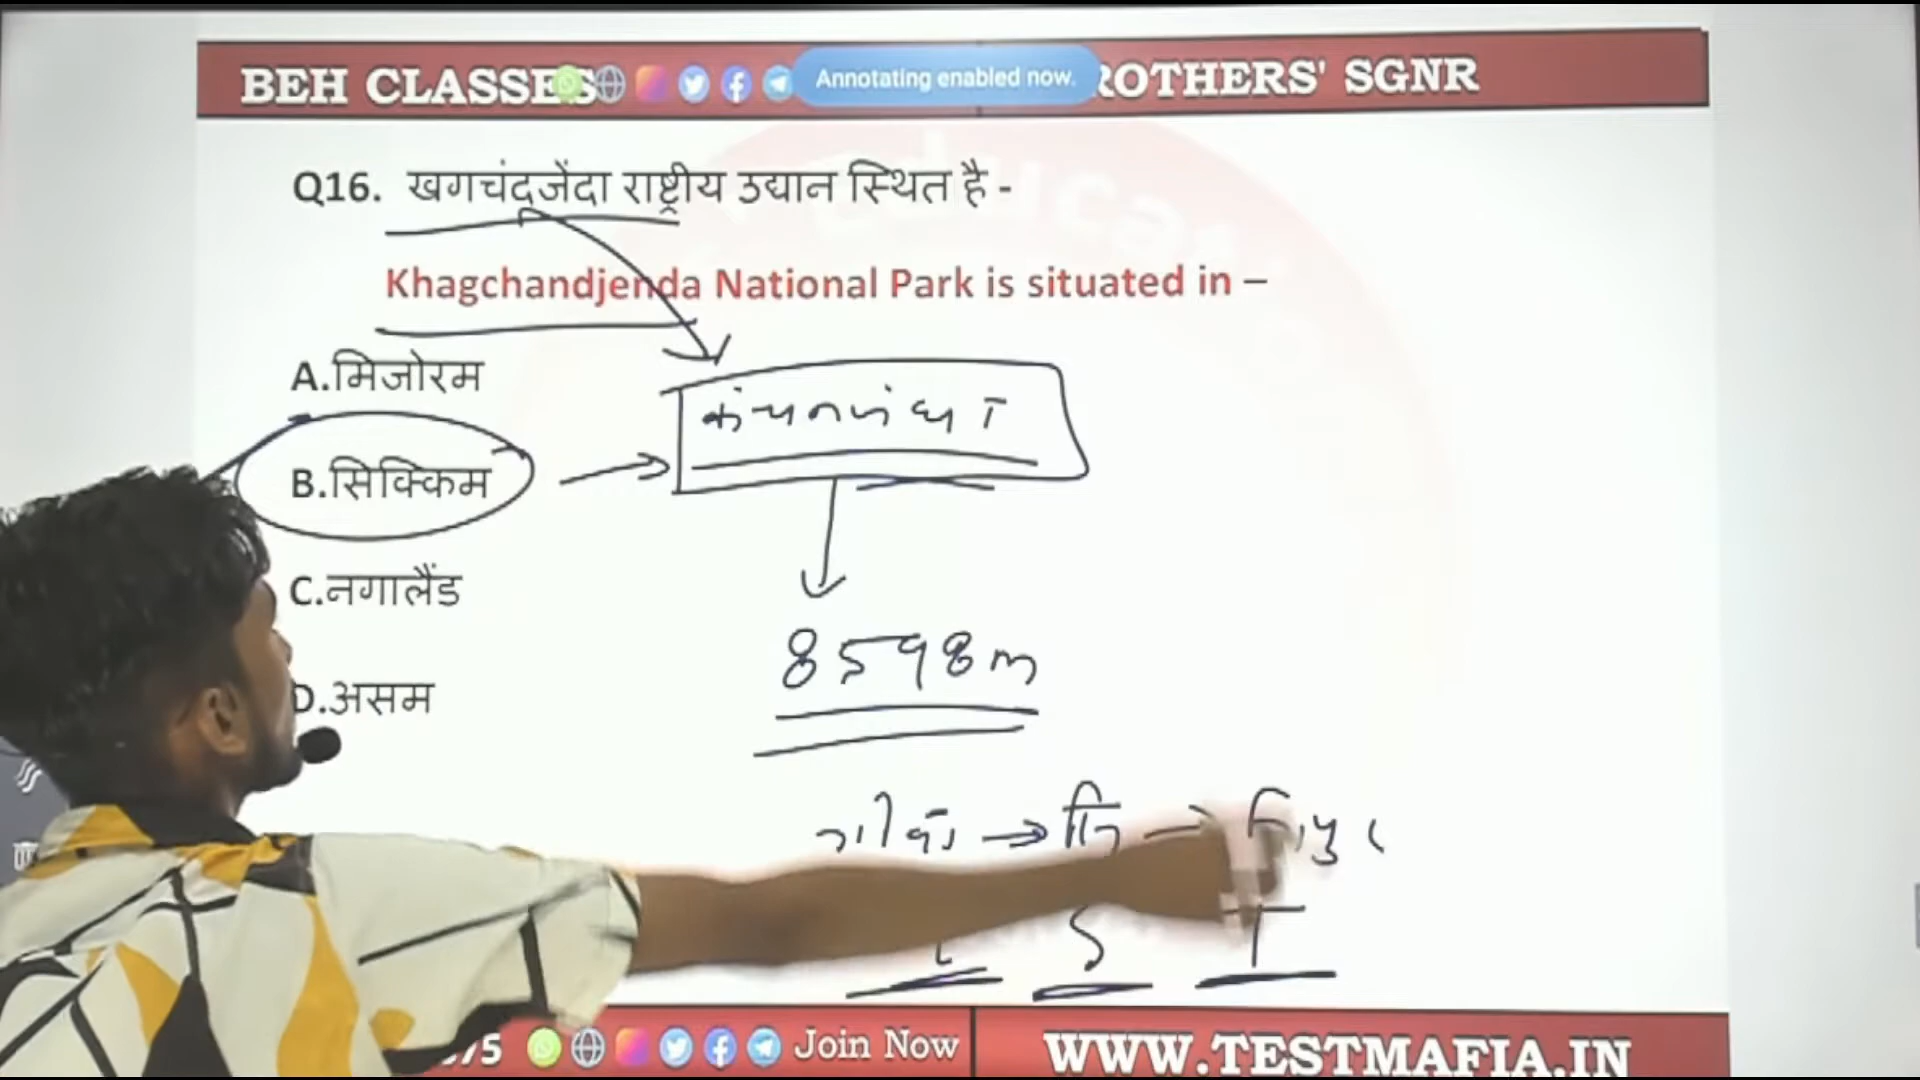 BEH CLASSES
Annotating enabled now.
ROTHERS' SGNR
Q16. खगचंदजेंदा राष्ट्रीय उद्यान स्थित है -
Khagchandjenda National Park is situated in –
A.मिजोरम
B.सिक्किम
C.नगालैंड
D.असम
8598m
S T
Join Now
WWW.TESTMAFIA.IN